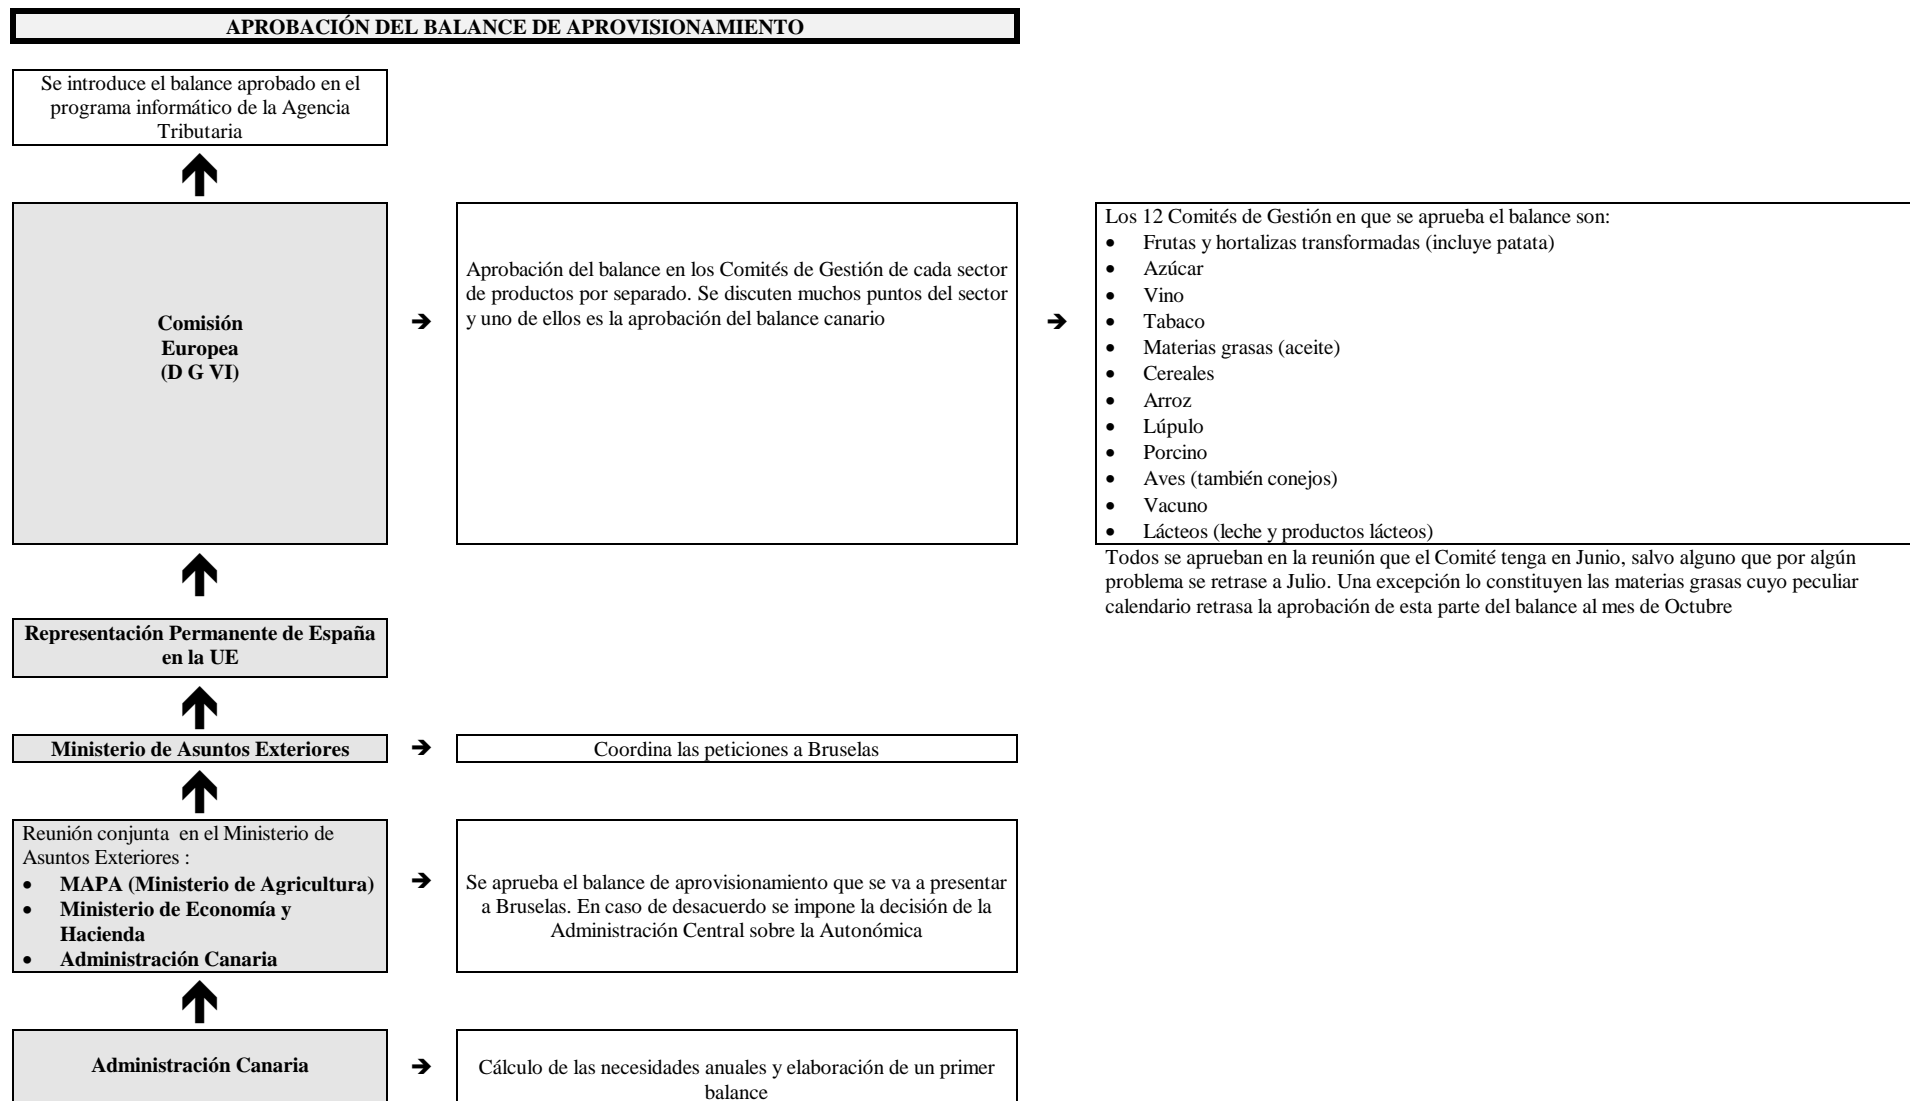 APROBACIÓN DEL BALANCE DE APROVISIONAMIENTO
Se introduce el balance aprobado en el
programa informático de la Agencia
Tributaria
Comisión
Europea
(D G VI)
Aprobación del balance en los Comités de Gestión de cada sector
de productos por separado. Se discuten muchos puntos del sector
y uno de ellos es la aprobación del balance canario
Los 12 Comités de Gestión en que se aprueba el balance son:
• Frutas y hortalizas transformadas (incluye patata)
• Azúcar
• Vino
• Tabaco
• Materias grasas (aceite)
• Cereales
• Arroz
• Lúpulo
• Porcino
• Aves (también conejos)
• Vacuno
• Lácteos (leche y productos lácteos)
Todos se aprueban en la reunión que el Comité tenga en Junio, salvo alguno que por algún
problema se retrase a Julio. Una excepción lo constituyen las materias grasas cuyo peculiar
calendario retrasa la aprobación de esta parte del balance al mes de Octubre
Representación Permanente de España
en la UE
Ministerio de Asuntos Exteriores
Coordina las peticiones a Bruselas
Reunión conjunta en el Ministerio de
Asuntos Exteriores :
• MAPA (Ministerio de Agricultura)
• Ministerio de Economía y
Hacienda
• Administración Canaria
Se aprueba el balance de aprovisionamiento que se va a presentar
a Bruselas. En caso de desacuerdo se impone la decisión de la
Administración Central sobre la Autonómica
Administración Canaria
Cálculo de las necesidades anuales y elaboración de un primer
balance